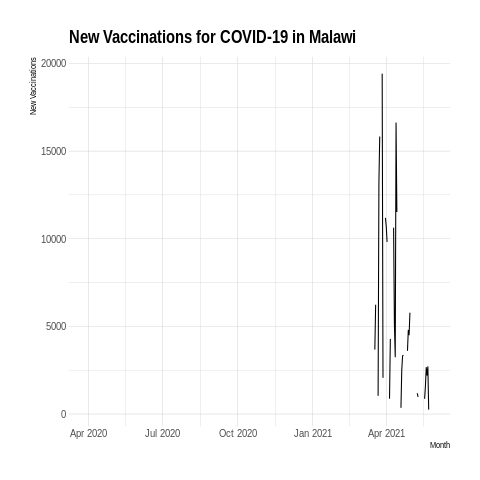 New Vaccinations for COVID-19 in Malawi
New Vaccinations
20000
15000
10000
5000
0
Apr 2020
Jul 2020
Oct 2020
Jan 2021
Apr 2021
Month